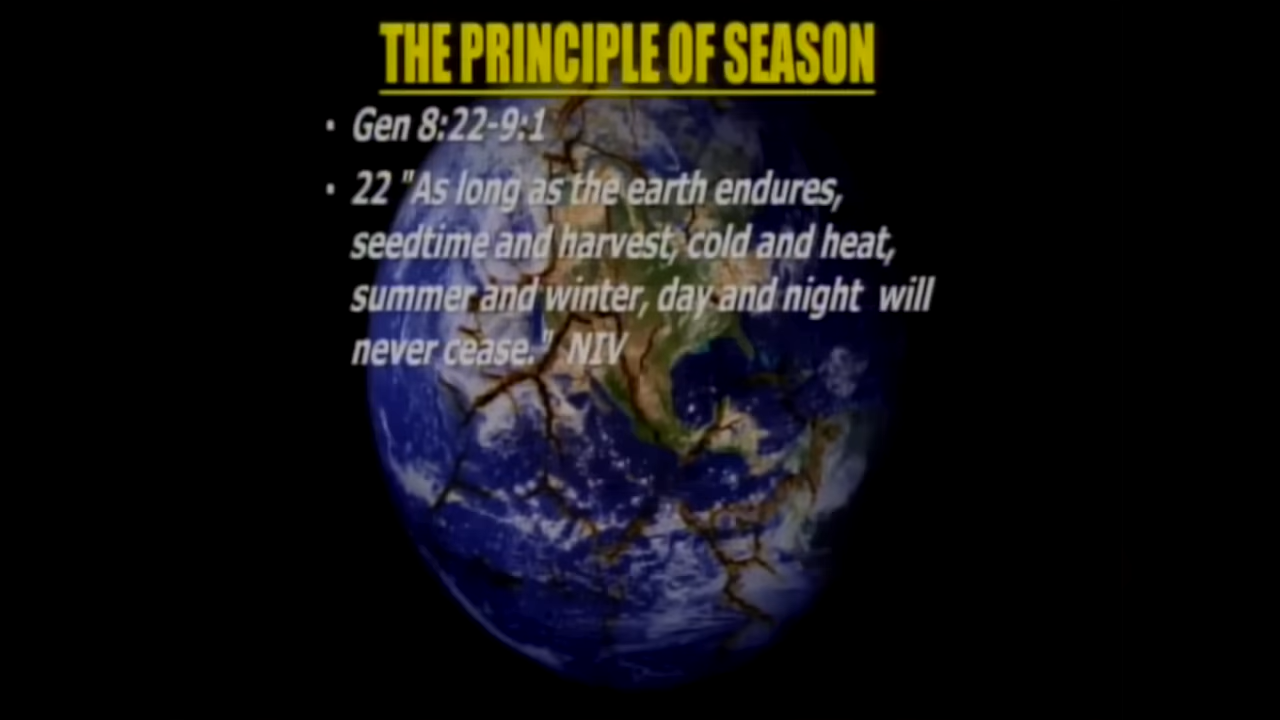 THE PRINCIPLE OF SEASON
• Gen 8:22-9:1
• 22 "As long as the earth endures,
seedtime and harvest, cold and heat,
summer and winter, day and night  will
never cease."  NIV